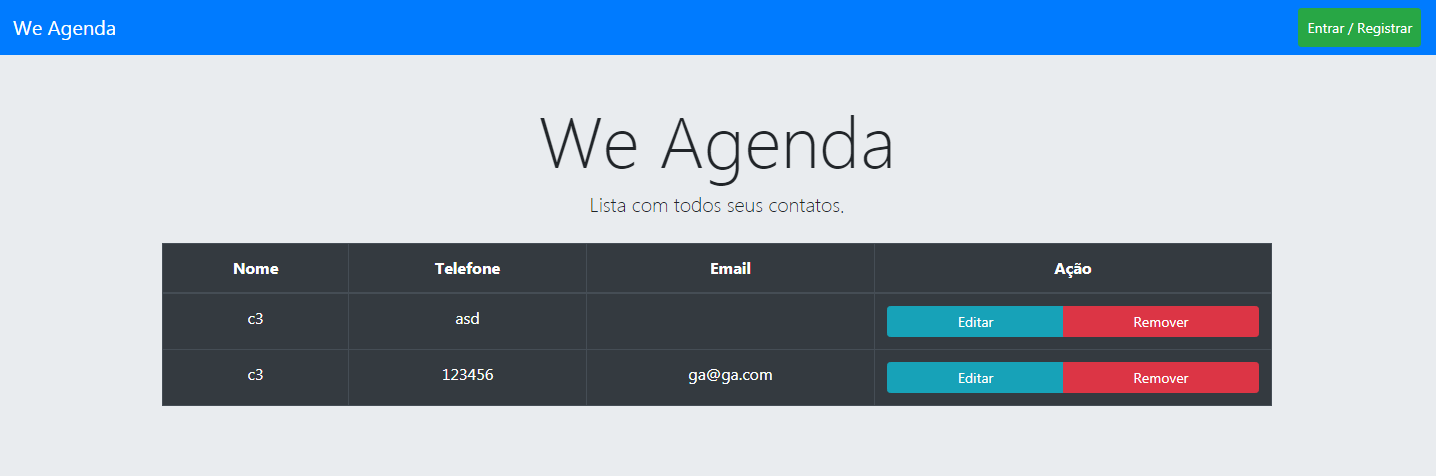 We Agenda
Entrar / Registrar
We Agenda
Lista com todos seus contatos.
Nome Telefone Email Ação
c3 asd Editar Remover
c3 123456 ga@ga.com Editar Remover